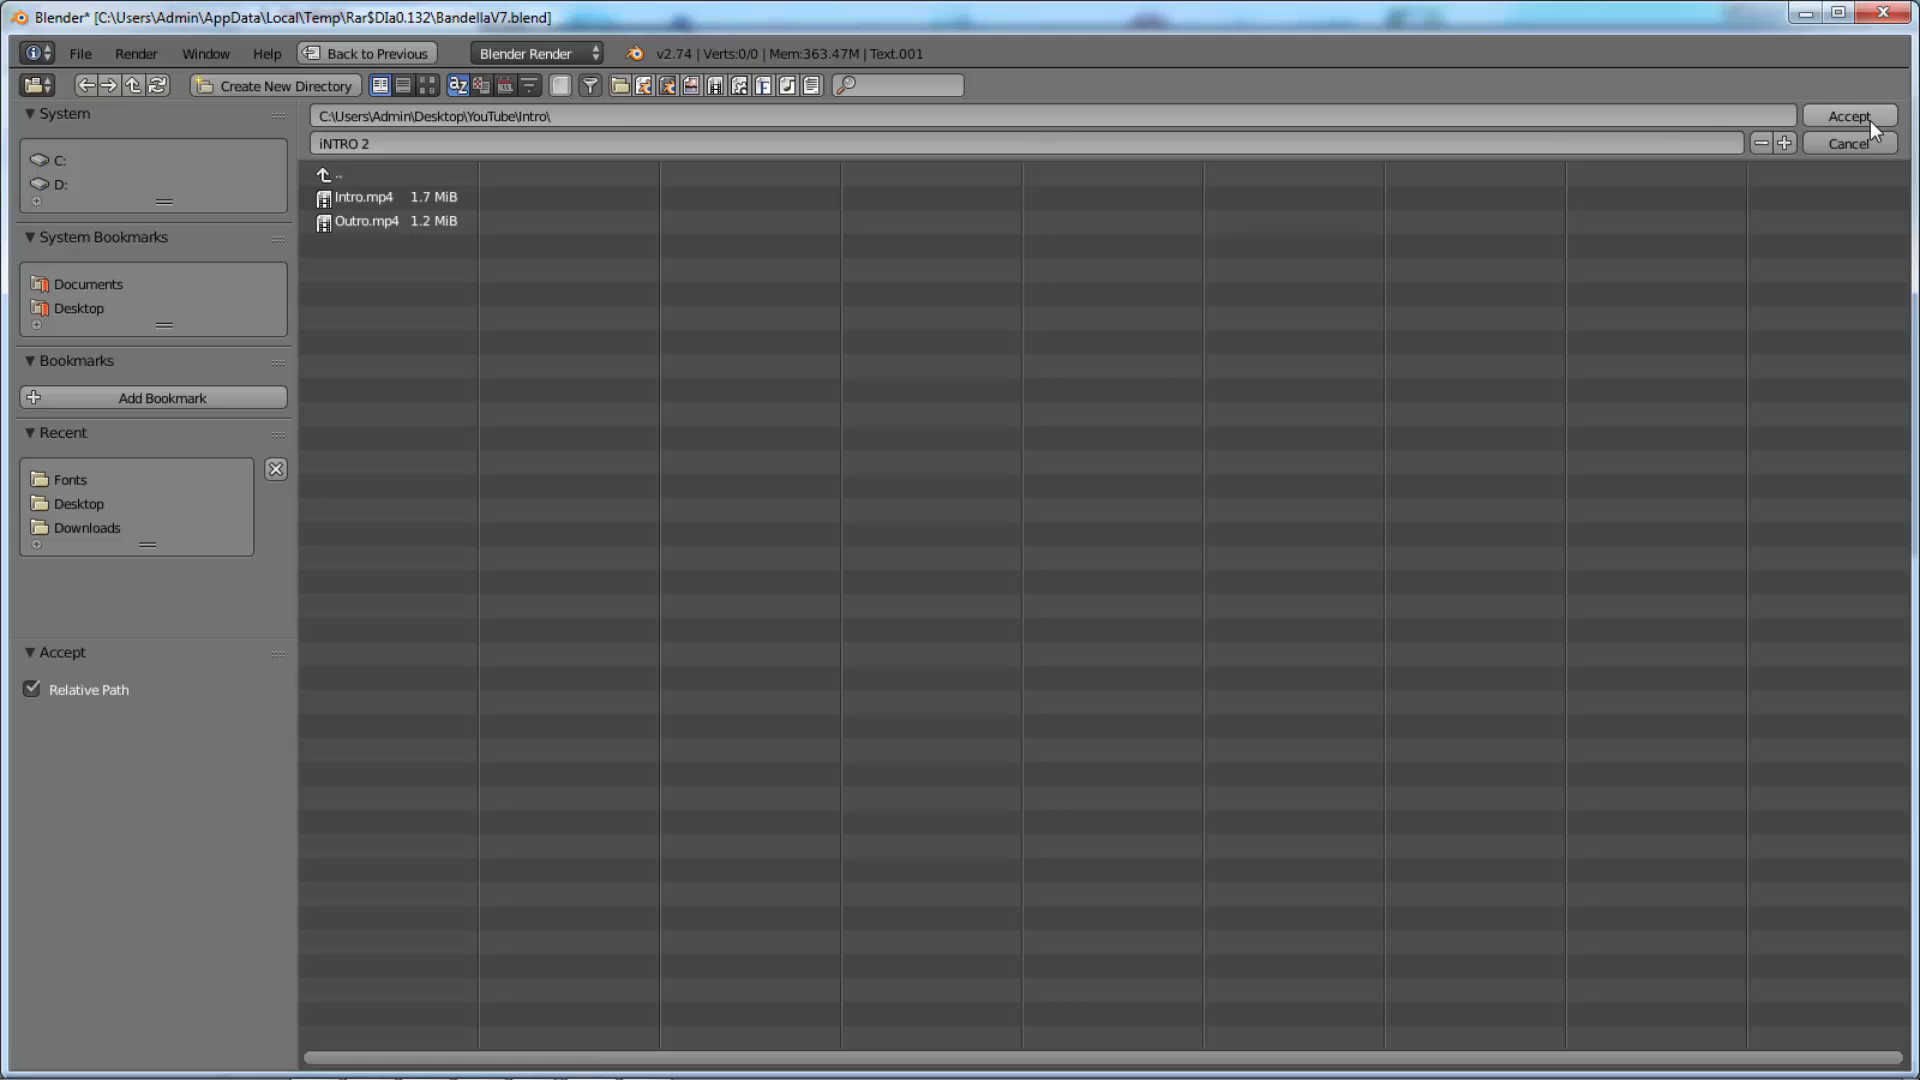 Blender* [C:\Users\Admin\AppData\Local\Temp\Rar$DIa0.132\BandellaV7.blend]
File Render Window Help Back to Previous Blender Render v2.74 | Verts:0/0 | Mem:363.47M | Text.001
Create New Directory
System
C:\Users\Admin\Desktop\YouTube\Intro\
Accept
iNTRO 2
Cancel
C:
D:
..
Intro.mp4 1.7 MiB
Outro.mp4 1.2 MiB
System Bookmarks
Documents
Desktop
Bookmarks
Add Bookmark
Recent
Fonts
Desktop
Downloads
Accept
Relative Path